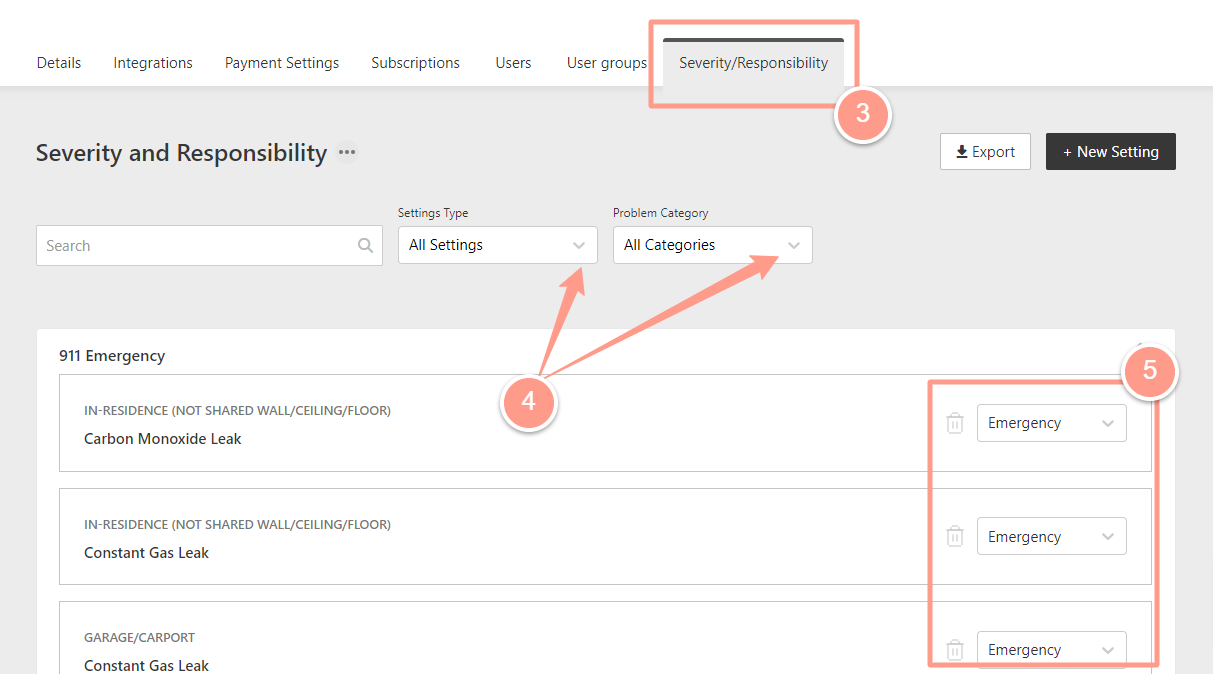 Details Integrations Payment Settings Subscriptions Users User groups Severity/Responsibility
3
Severity and Responsibility
Export + New Setting
Settings Type Problem Category
Search All Settings All Categories
911 Emergency
5
4
IN-RESIDENCE (NOT SHARED WALL/CEILING/FLOOR)
Carbon Monoxide Leak
Emergency
IN-RESIDENCE (NOT SHARED WALL/CEILING/FLOOR)
Constant Gas Leak
Emergency
GARAGE/CARPORT
Constant Gas Leak
Emergency